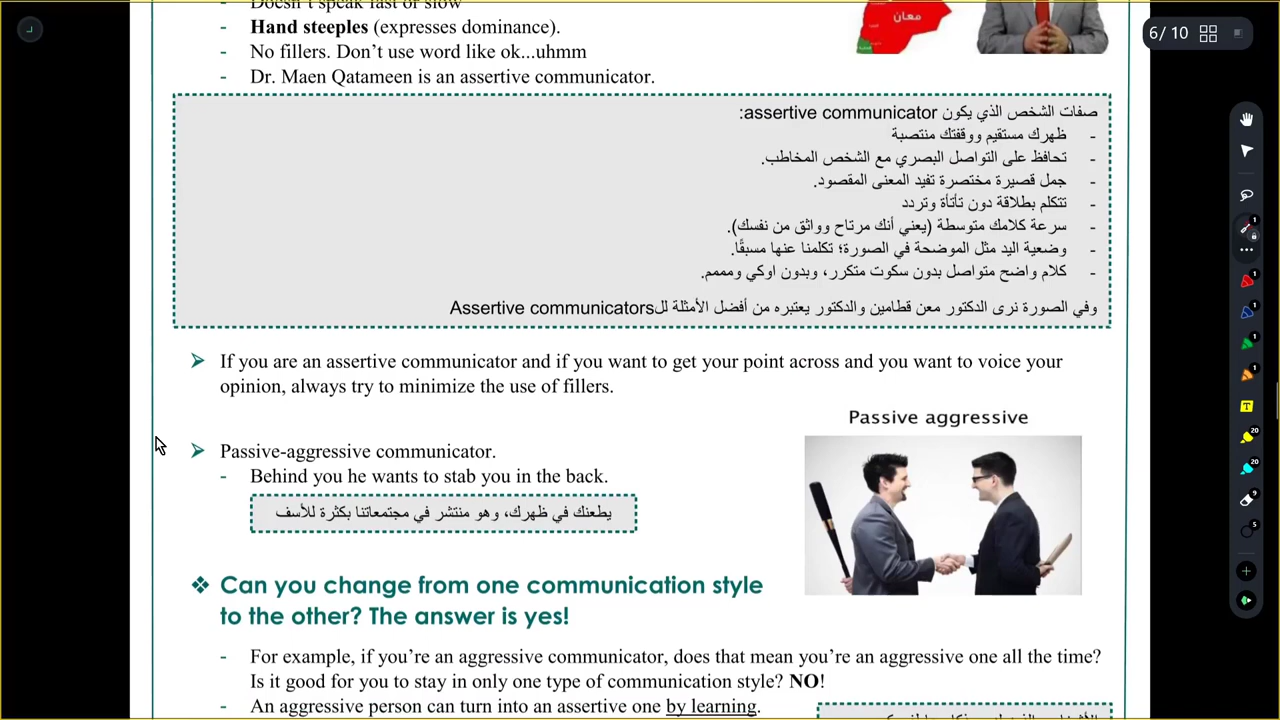 - Doesn't speak fast or slow
- Hand steeples (expresses dominance).
- No fillers. Don't use word like ok...uhmm
- Dr. Maen Qatameen is an assertive communicator.
معان
6/ 10
صفات الشخص الذي يكون assertive communicator:
- ظهرك مستقيم ووقفتك منتصبة
- تحافظ على التواصل البصري مع الشخص المخاطب.
- جمل قصيرة مختصرة تفيد المعنى المقصود.
- تتكلم بطلاقة دون تأتأة وتردد
- سرعة كلامك متوسطة (يعني أنك مرتاح وواثق من نفسك).
- وضعية اليد مثل الموضحة في الصورة؛ تكلمنا عنها مسبقًا.
- كلام واضح متواصل بدون سكوت متكرر، وبدون اوكي ومممم.
وفي الصورة نرى الدكتور معن قطامين والدكتور يعتبره من أفضل الأمثلة للAssertive communicators
➢ If you are an assertive communicator and if you want to get your point across and you want to voice your
opinion, always try to minimize the use of fillers.
Passive aggressive
➢ Passive-aggressive communicator.
- Behind you he wants to stab you in the back.
يطعنك في ظهرك، وهو منتشر في مجتمعاتنا بكثرة للأسف
❖ Can you change from one communication style
to the other? The answer is yes!
- For example, if you're an aggressive communicator, does that mean you're an aggressive one all the time?
Is it good for you to stay in only one type of communication style? NO!
- An aggressive person can turn into an assertive one by learning.